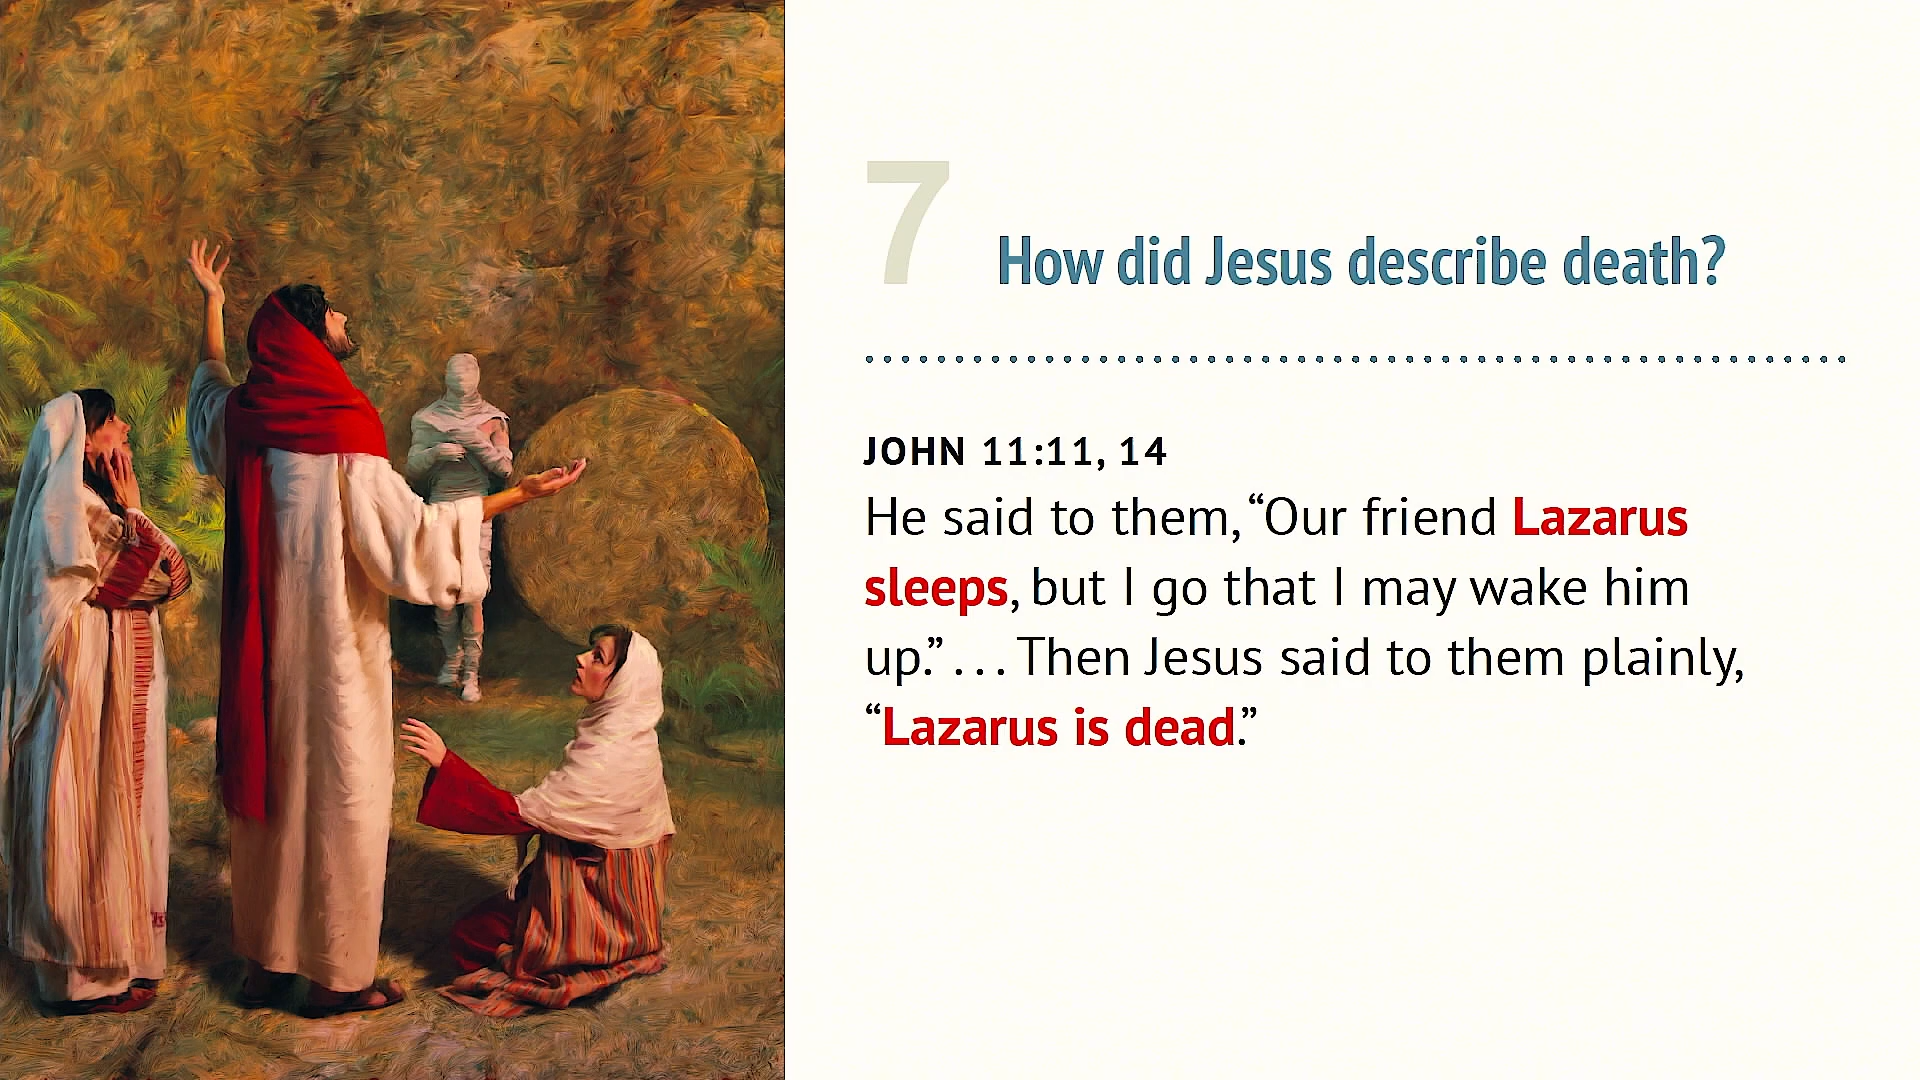 7 How did Jesus describe death?
JOHN 11:11, 14
He said to them, “Our friend Lazarus
sleeps, but I go that I may wake him
up.” . . . Then Jesus said to them plainly,
“Lazarus is dead.”